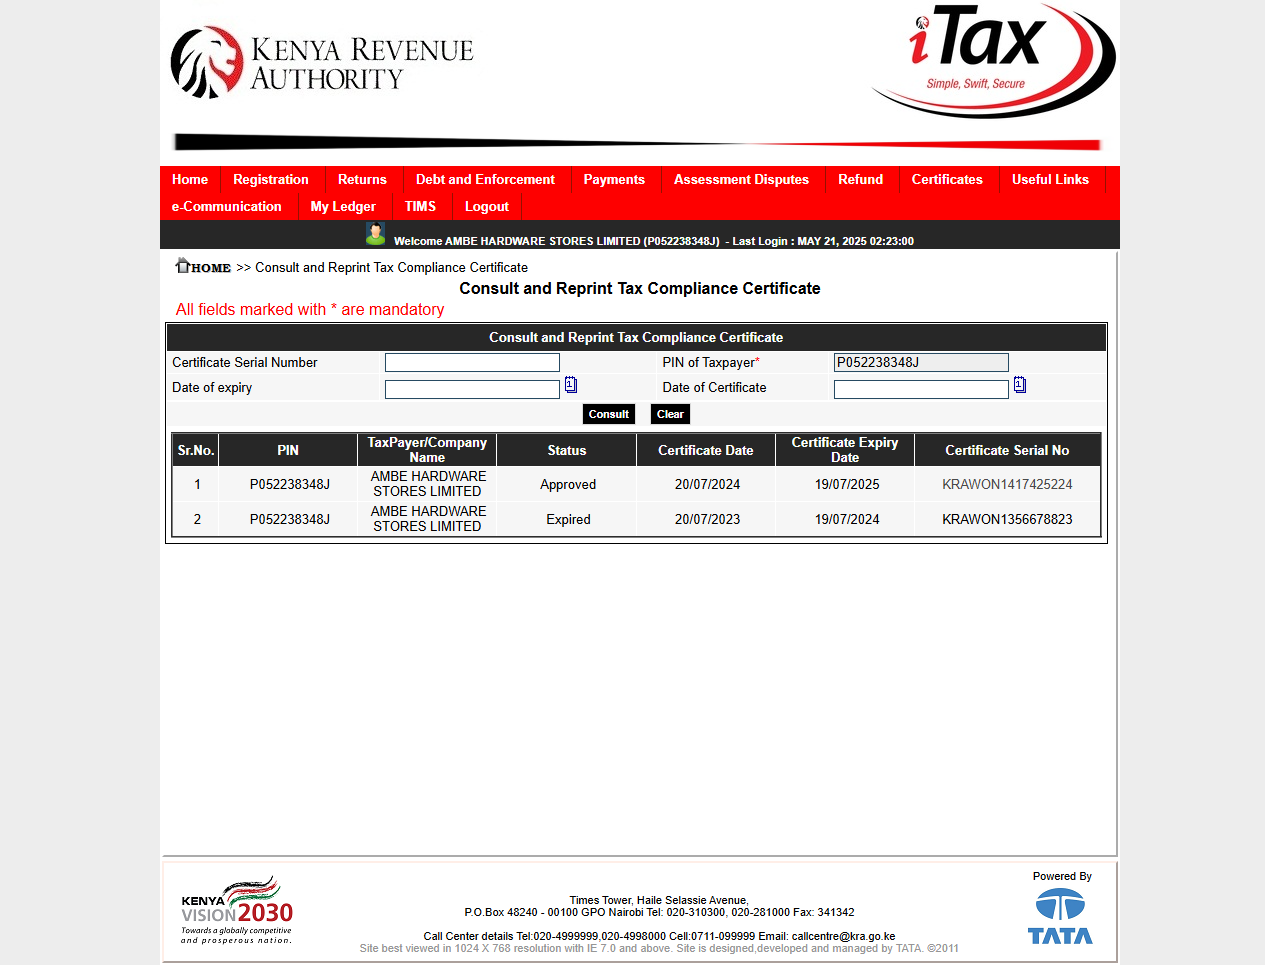 KENYA REVENUE
AUTHORITY
iTax
Simple, Swift, Secure
Home Registration Returns Debt and Enforcement Payments Assessment Disputes Refund Certificates Useful Links
e-Communication My Ledger TIMS Logout
Welcome AMBE HARDWARE STORES LIMITED (P052238348J) - Last Login : MAY 21, 2025 02:23:00
HOME >> Consult and Reprint Tax Compliance Certificate
Consult and Reprint Tax Compliance Certificate
All fields marked with * are mandatory
Consult and Reprint Tax Compliance Certificate
Certificate Serial Number PIN of Taxpayer* P052238348J
Date of expiry Date of Certificate
Consult Clear
Sr.No. PIN TaxPayer/Company Name Status Certificate Date Certificate Expiry Date Certificate Serial No
1 P052238348J AMBE HARDWARE STORES LIMITED Approved 20/07/2024 19/07/2025 KRAWON1417425224
2 P052238348J AMBE HARDWARE STORES LIMITED Expired 20/07/2023 19/07/2024 KRAWON1356678823
KENYA
VISION 2030
Towards a globally competitive
and prosperous nation.
Times Tower, Haile Selassie Avenue,
P.O.Box 48240 - 00100 GPO Nairobi Tel: 020-310300, 020-281000 Fax: 341342
Call Center details Tel:020-4999999,020-4998000 Cell:0711-099999 Email: callcentre@kra.go.ke
Site best viewed in 1024 X 768 resolution with IE 7.0 and above. Site is designed,developed and managed by TATA. ©2011
Powered By
TATA